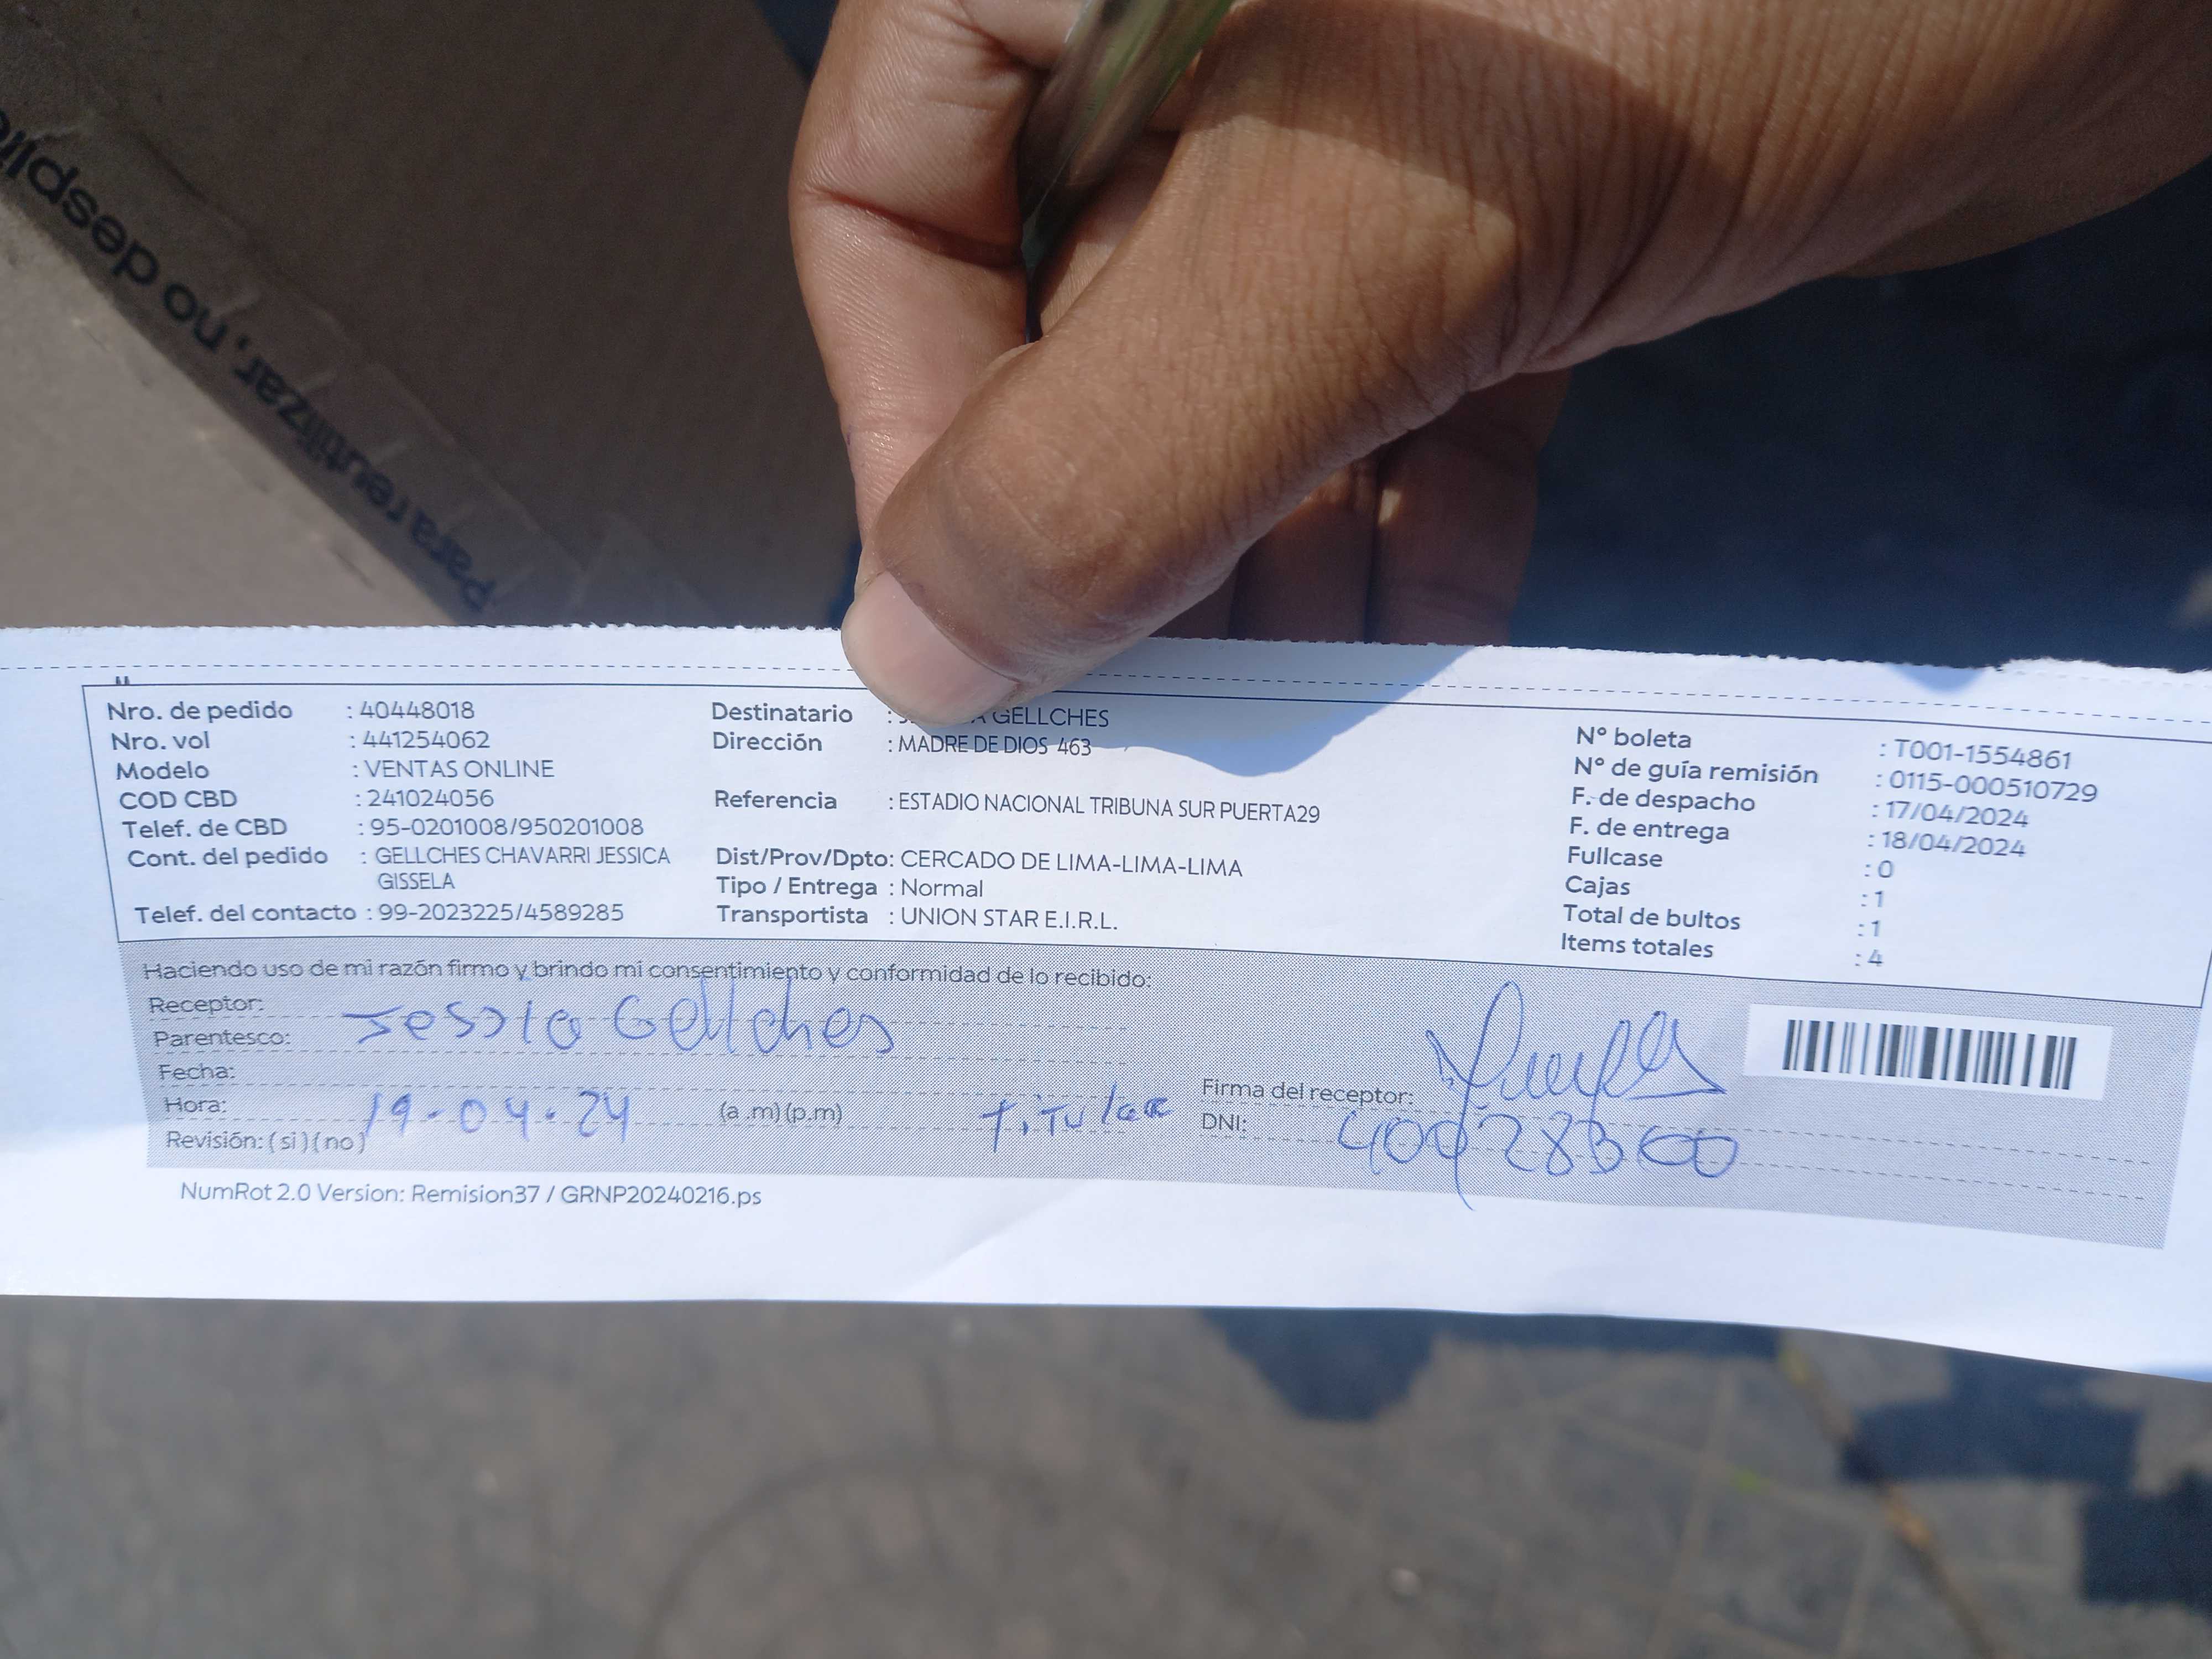 Para reutilizar, no desplie
Nro. de pedido : 40448018
Nro. vol : 441254062
Modelo : VENTAS ONLINE
COD CBD : 241024056
Telef. de CBD : 95-0201008/950201008
Cont. del pedido : GELLCHES CHAVARRI JESSICA
GISSELA
Telef. del contacto : 99-2023225/4589285
Destinatario : GELLCHES
Dirección : MADRE DE DIOS 463
Referencia : ESTADIO NACIONAL TRIBUNA SUR PUERTA29
Dist/Prov/Dpto: CERCADO DE LIMA-LIMA-LIMA
Tipo / Entrega : Normal
Transportista : UNION STAR E.I.R.L.
N° boleta : T001-1554861
N° de guía remisión : 0115-000510729
F. de despacho : 17/04/2024
F. de entrega : 18/04/2024
Fullcase : 0
Cajas : 1
Total de bultos : 1
Items totales : 4
Haciendo uso de mi razón firmo y brindo mi consentimiento y conformidad de lo recibido:
Receptor:
Parentesco: Gellches
Fecha:
Hora: 19-04-24 (a .m)(p.m) Titular
Revisión: (si)(no)
Firma del receptor:
DNI:
NumRot 2.0 Version: Remision37 / GRNP20240216.ps